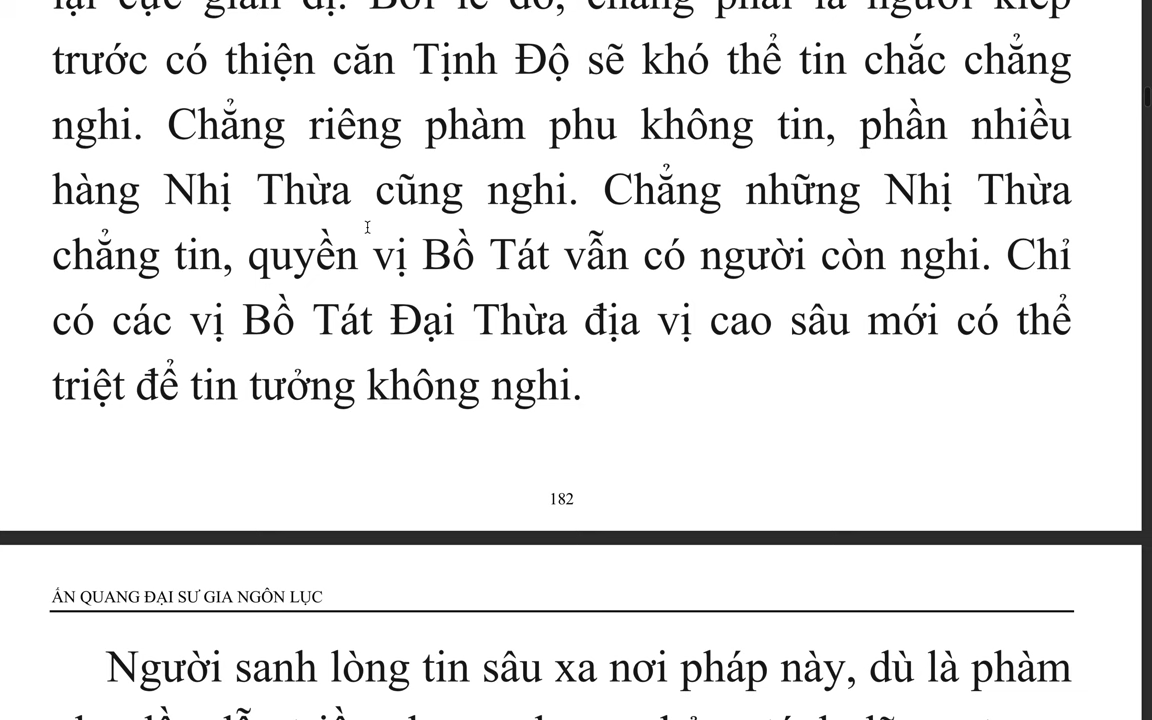 trước có thiện căn Tịnh Độ sẽ khó thể tin chắc chẳng
nghi. Chẳng riêng phàm phu không tin, phần nhiều
hàng Nhị Thừa cũng nghi. Chẳng những Nhị Thừa
chẳng tin, quyền vị Bồ Tát vẫn có người còn nghi. Chỉ
có các vị Bồ Tát Đại Thừa địa vị cao sâu mới có thể
triệt để tin tưởng không nghi.
182
ẤN QUANG ĐẠI SƯ GIA NGÔN LỤC
Người sanh lòng tin sâu xa nơi pháp này, dù là phàm